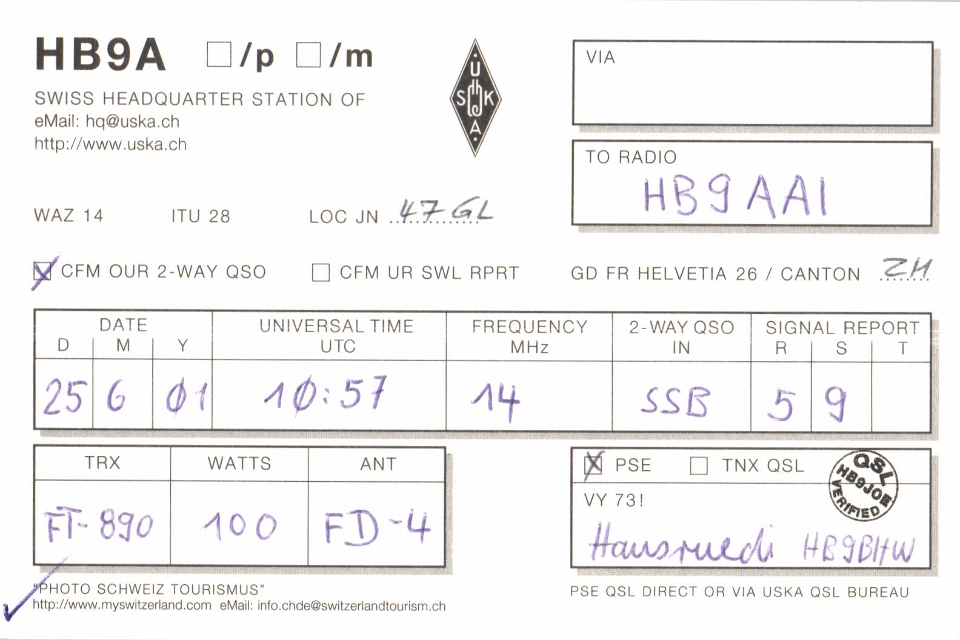 HB9A □/p □/m
SWISS HEADQUARTER STATION OF
eMail: hq@uska.ch
http://www.uska.ch
USKA
VIA
TO RADIO
HB9AAI
WAZ 14 ITU 28 LOC JN 47GL
☒ CFM OUR 2-WAY QSO □ CFM UR SWL RPRT GD FR HELVETIA 26 / CANTON ZH
DATE UNIVERSAL TIME FREQUENCY 2-WAY QSO SIGNAL REPORT
D M Y UTC MHz IN R S T
25 6 Ø1 1Ø:57 14 SSB 5 9
TRX WATTS ANT
FT-890 100 FD-4
☒ PSE □ TNX QSL
QSL HB9JOE VERIFIED
VY 73!
Hansruedi HB9BHW
"PHOTO SCHWEIZ TOURISMUS"
http://www.myswitzerland.com eMail: info.chde@switzerlandtourism.ch
PSE QSL DIRECT OR VIA USKA QSL BUREAU